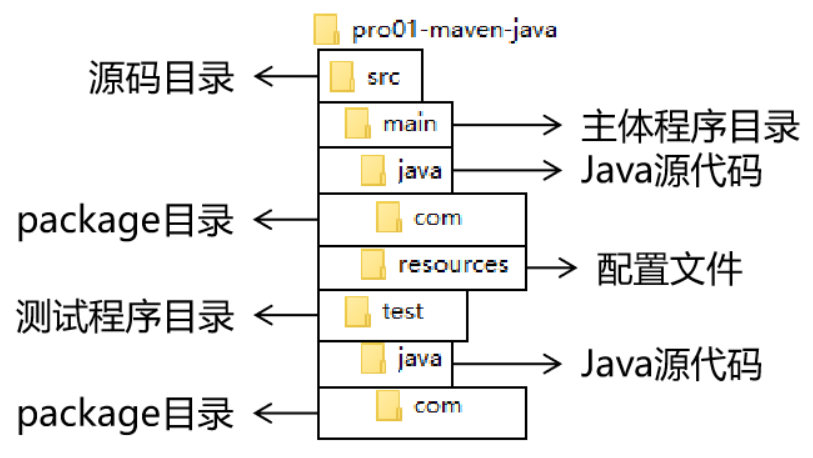 pro01-maven-java
源码目录 src
main 主体程序目录
java Java源代码
package目录 com
resources 配置文件
测试程序目录 test
java Java源代码
package目录 com